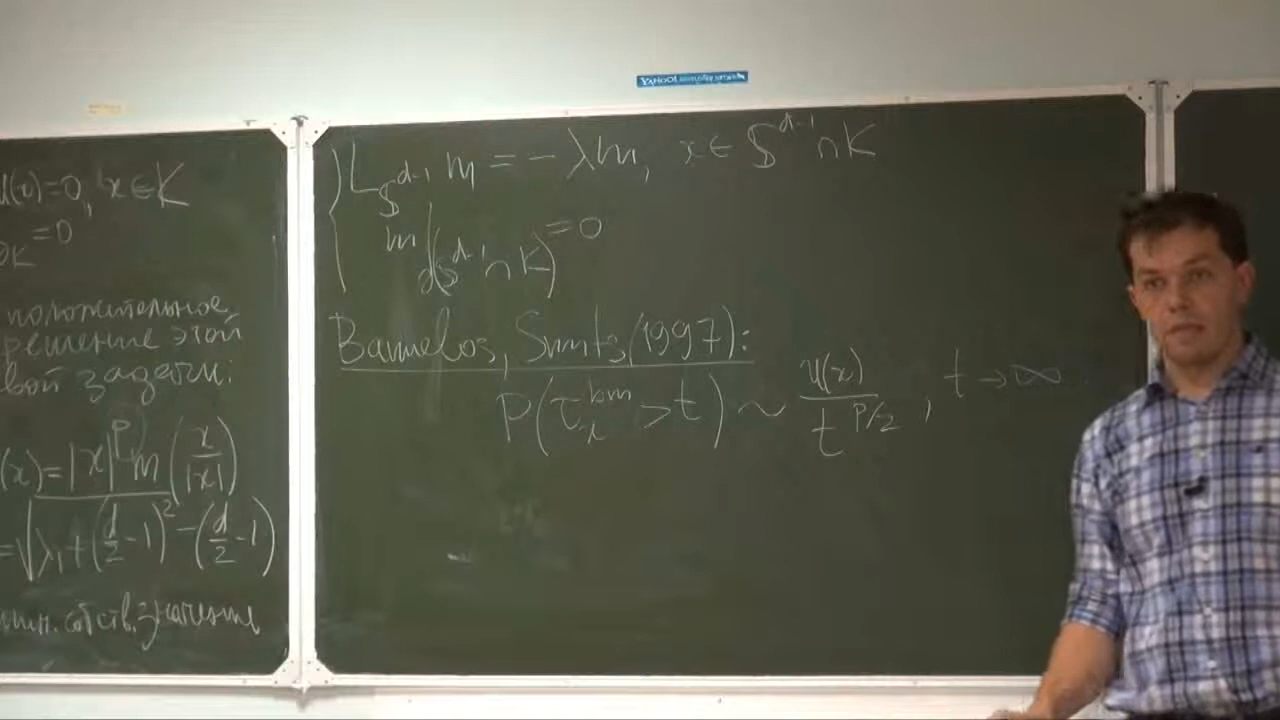 u(x)=0, x∈K
∂K =0
положительное
решение этой
вой задачи:
(x)=|x|^p m(x/|x|)
=√(λ₁+(d/2-1)²)-(d/2-1)
собств. значение
YAHOO!
{ L_{𝕊^{d-1}} m = -λm, x∈𝕊^{d-1}∩K
m|_{∂(𝕊^{d-1}∩K)} =0
Banuelos, Smits (1997):
P(τ_x^{bm} >t) ~ u(x)/t^{p/2}, t→∞